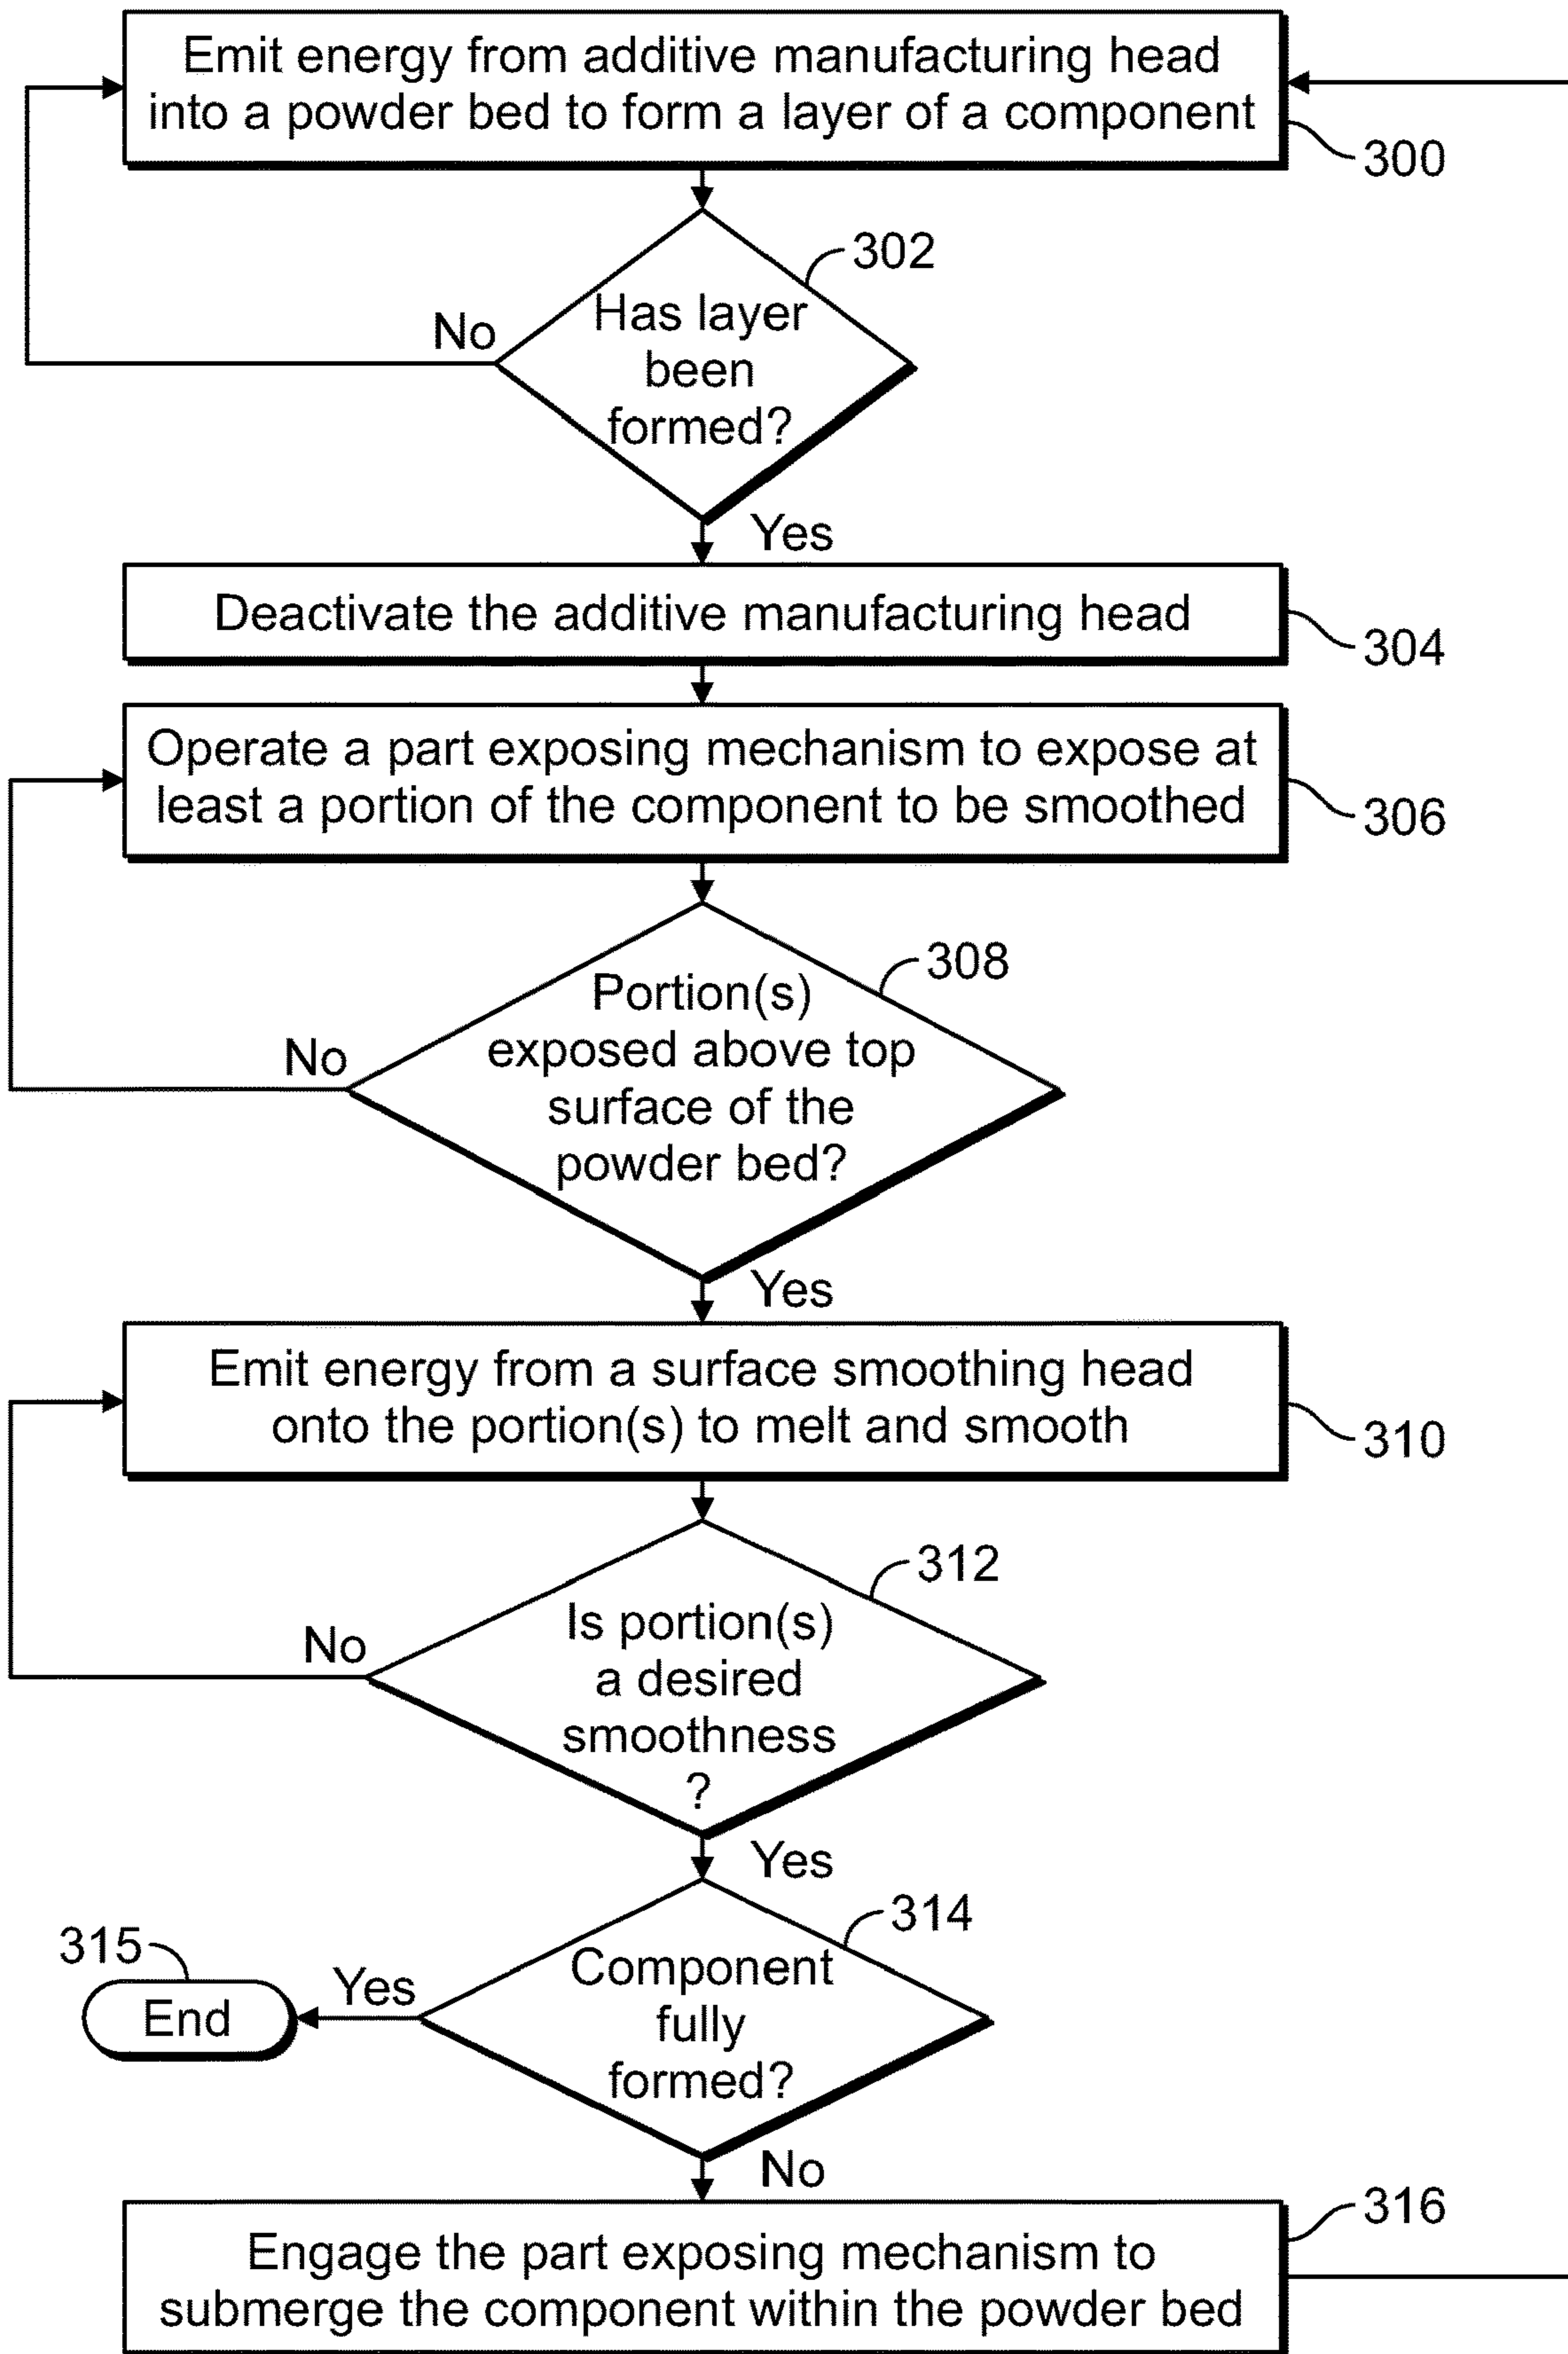 Emit energy from additive manufacturing head
into a powder bed to form a layer of a component
300
302
Has layer
been
formed?
No
Yes
Deactivate the additive manufacturing head
304
Operate a part exposing mechanism to expose at
least a portion of the component to be smoothed
306
308
Portion(s)
exposed above top
surface of the
powder bed?
No
Yes
Emit energy from a surface smoothing head
onto the portion(s) to melt and smooth
310
312
Is portion(s)
a desired
smoothness
?
No
Yes
314
Component
fully
formed?
315
Yes
End
No
316
Engage the part exposing mechanism to
submerge the component within the powder bed